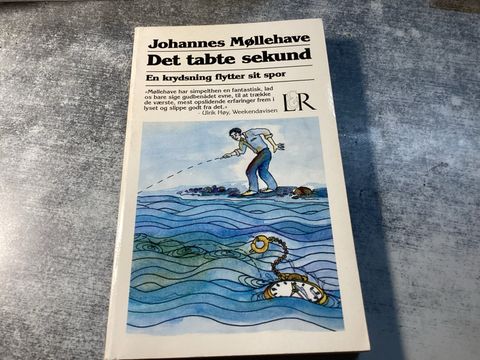 Johannes Møllehave
Det tabte sekund
En krydsning flytter sit spor
»Møllehave har simpelthen en fantastisk, lad
os bare sige gudbenådet evne, til at trække
de værste, mest opslidende erfaringer frem i
lyset og slippe godt fra det.«
- Ulrik Høy, Weekendavisen
L&R